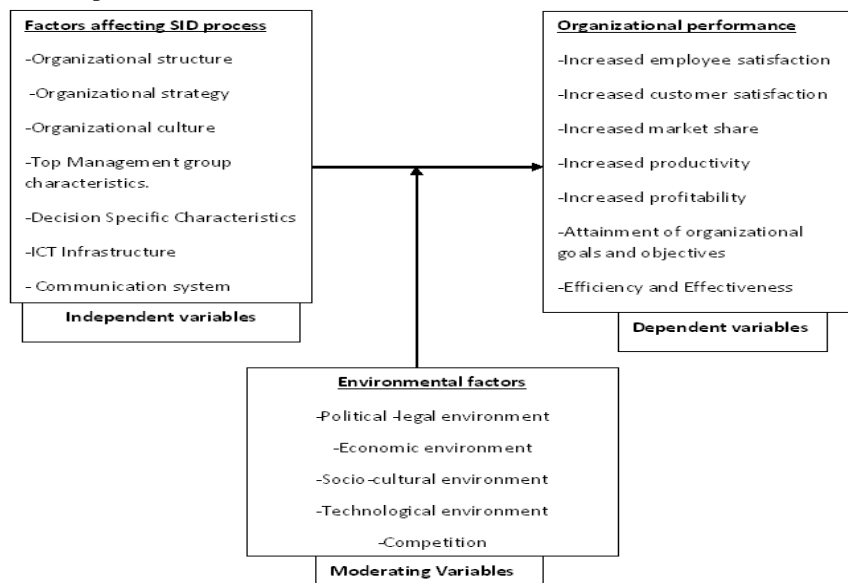 Factors affecting SID process
-Organizational structure
-Organizational strategy
-Organizational culture
-Top Management group
characteristics.
-Decision Specific Characteristics
-ICT Infrastructure
- Communication system
Independent variables
Organizational performance
-Increased employee satisfaction
-Increased customer satisfaction
-Increased market share
-Increased productivity
-Increased profitability
-Attainment of organizational
goals and objectives
-Efficiency and Effectiveness
Dependent variables
Environmental factors
-Political -legal environment
-Economic environment
-Socio-cultural environment
-Technological environment
-Competition
Moderating Variables